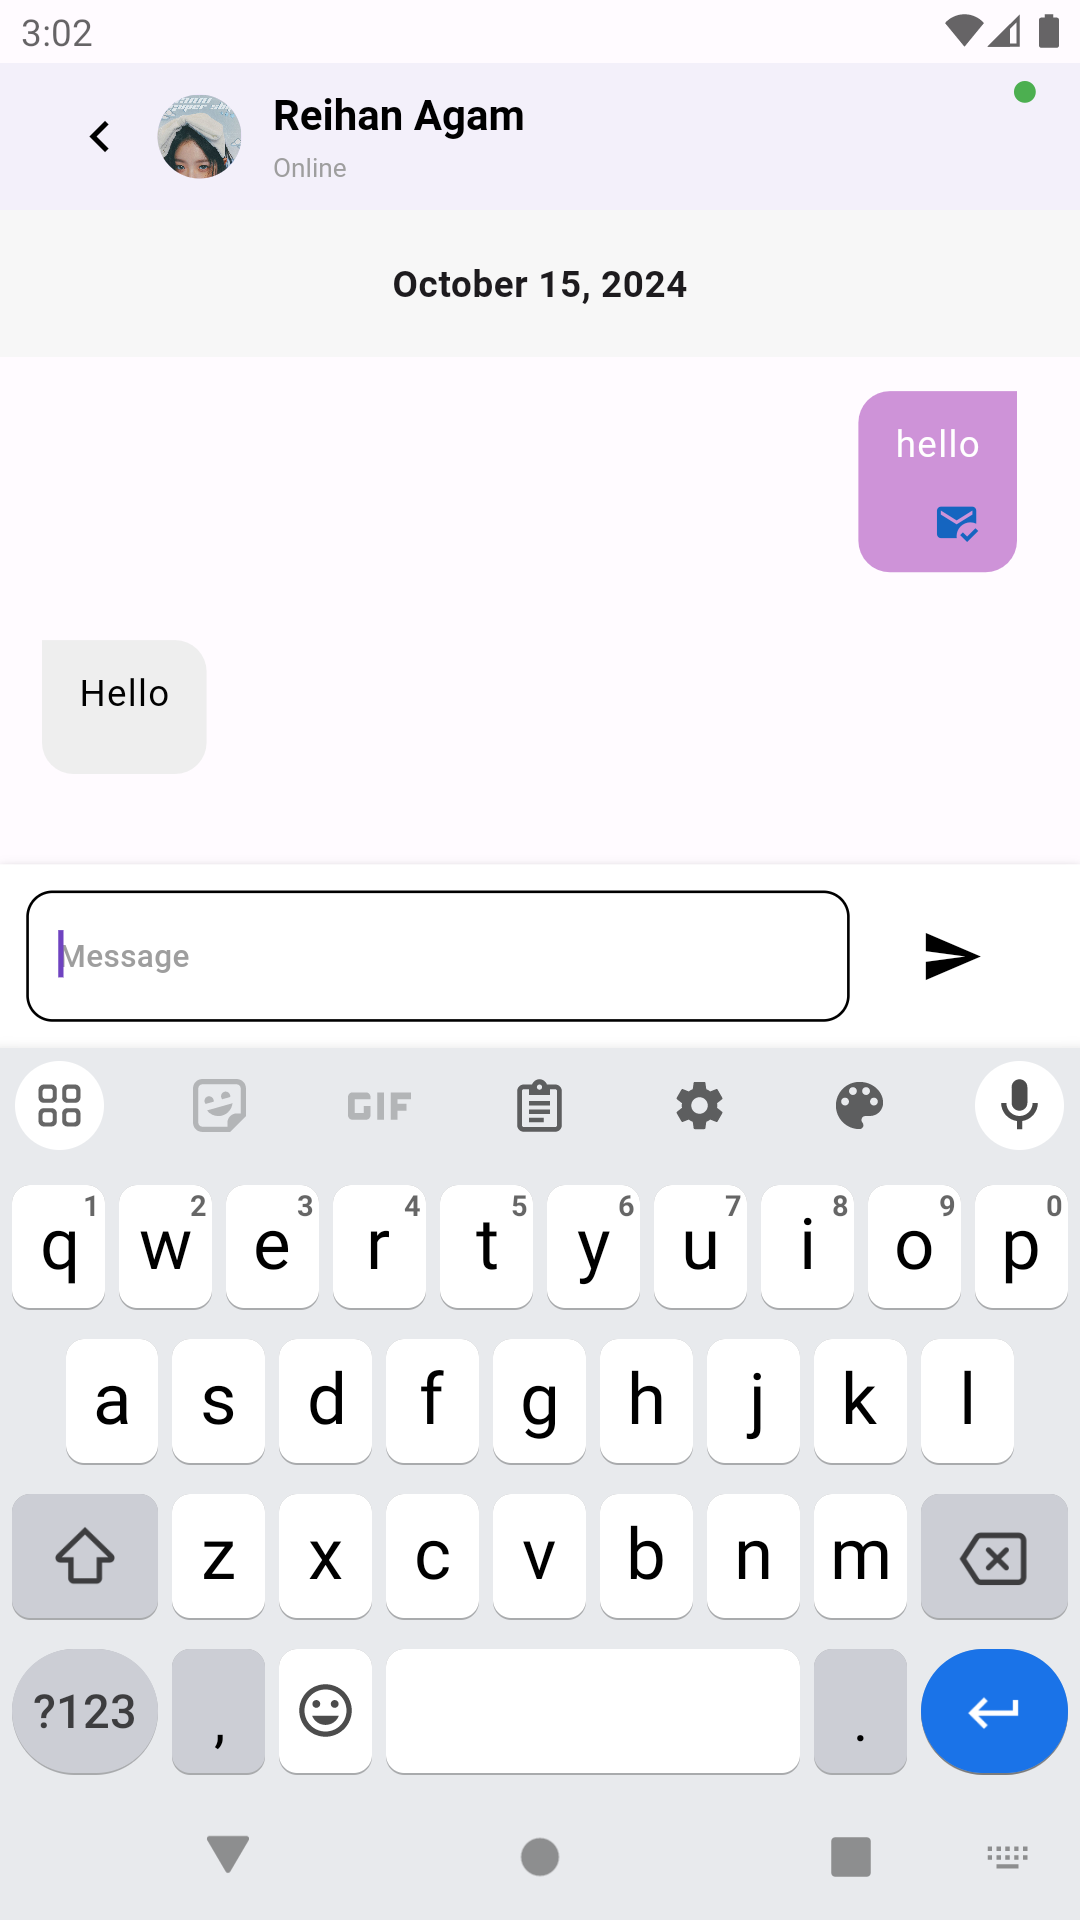 3:02
Reihan Agam
Online
October 15, 2024
hello
Hello
Message
GIF
1 2 3 4 5 6 7 8 9 0
q w e r t y u i o p
a s d f g h j k l
z x c v b n m
?123 , .